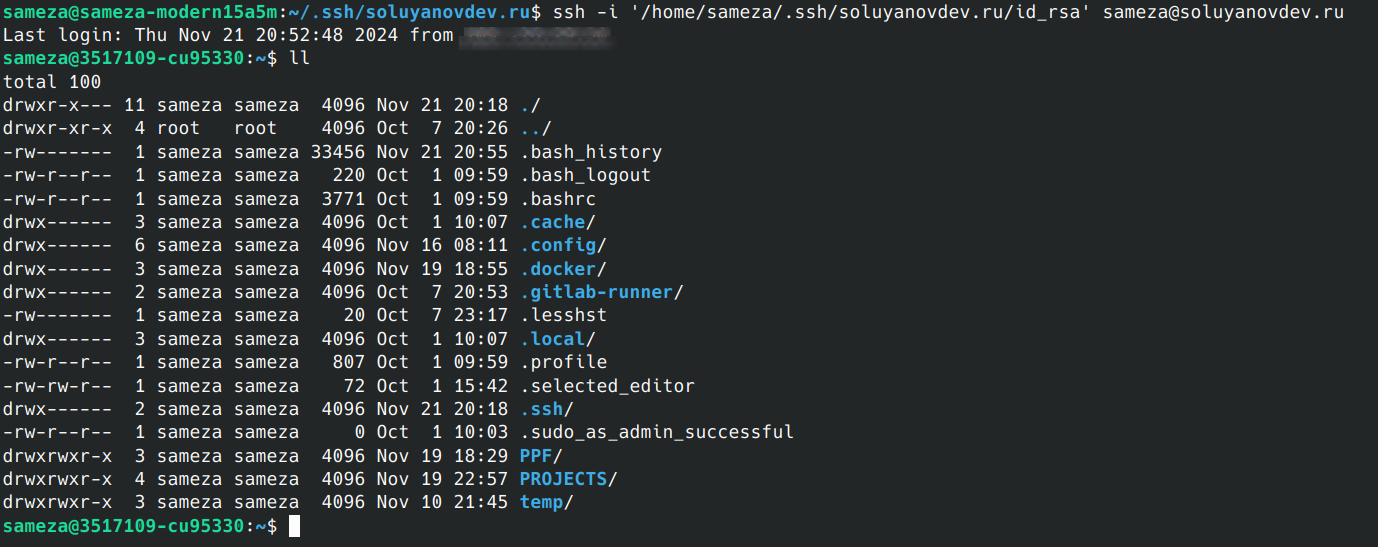 sameza@sameza-modern15a5m:~/.ssh/soluyanovdev.ru$ ssh -i '/home/sameza/.ssh/soluyanovdev.ru/id_rsa' sameza@soluyanovdev.ru
Last login: Thu Nov 21 20:52:48 2024 from
sameza@3517109-cu95330:~$ ll
total 100
drwxr-x--- 11 sameza sameza  4096 Nov 21 20:18 ./
drwxr-xr-x  4 root   root    4096 Oct  7 20:26 ../
-rw-------  1 sameza sameza 33456 Nov 21 20:55 .bash_history
-rw-r--r--  1 sameza sameza   220 Oct  1 09:59 .bash_logout
-rw-r--r--  1 sameza sameza  3771 Oct  1 09:59 .bashrc
drwx------  3 sameza sameza  4096 Oct  1 10:07 .cache/
drwx------  6 sameza sameza  4096 Nov 16 08:11 .config/
drwx------  3 sameza sameza  4096 Nov 19 18:55 .docker/
drwx------  2 sameza sameza  4096 Oct  7 20:53 .gitlab-runner/
-rw-------  1 sameza sameza    20 Oct  7 23:17 .lesshst
drwx------  3 sameza sameza  4096 Oct  1 10:07 .local/
-rw-r--r--  1 sameza sameza   807 Oct  1 09:59 .profile
-rw-rw-r--  1 sameza sameza    72 Oct  1 15:42 .selected_editor
drwx------  2 sameza sameza  4096 Nov 21 20:18 .ssh/
-rw-r--r--  1 sameza sameza     0 Oct  1 10:03 .sudo_as_admin_successful
drwxrwxr-x  3 sameza sameza  4096 Nov 19 18:29 PPF/
drwxrwxr-x  4 sameza sameza  4096 Nov 19 22:57 PROJECTS/
drwxrwxr-x  3 sameza sameza  4096 Nov 10 21:45 temp/
sameza@3517109-cu95330:~$